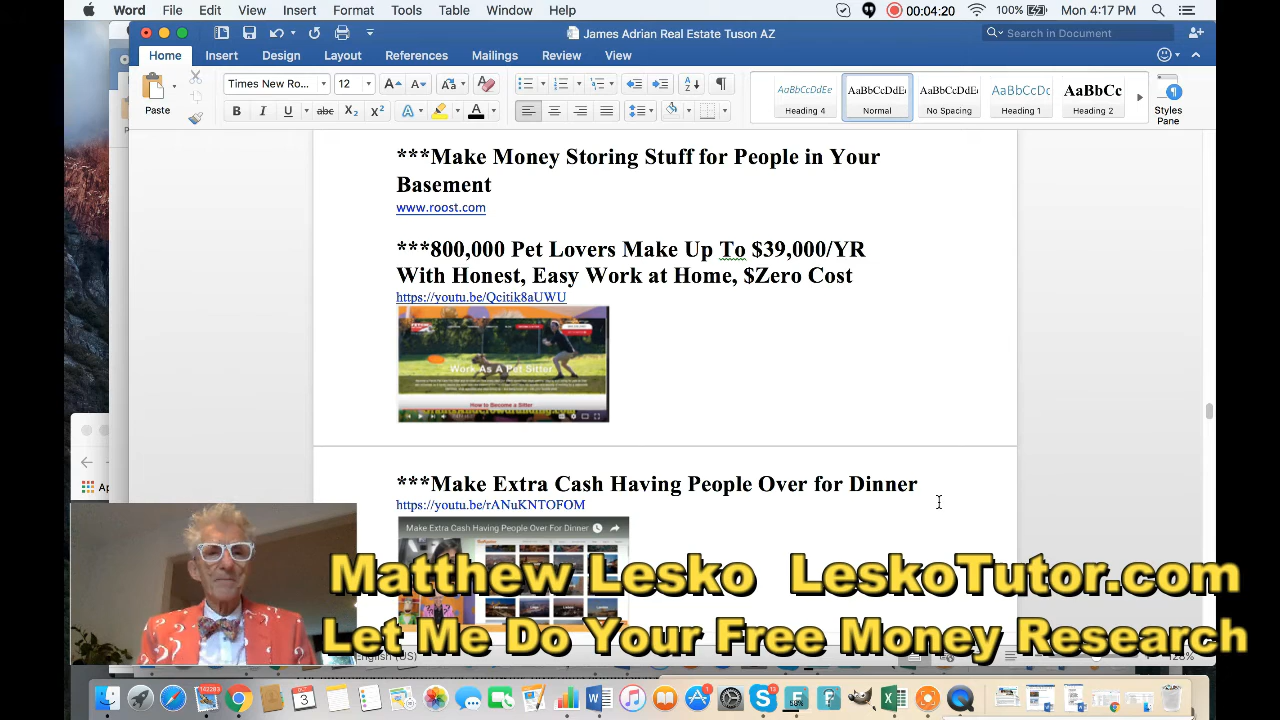 Word File Edit View Insert Format Tools Table Window Help 00:04:20 100% Mon 4:17 PM
James Adrian Real Estate Tuson AZ
Search in Document
Home Insert Design Layout References Mailings Review View
Times New Ro... 12
Paste
B I U abc X₂ X²
AaBbCcDdEe AaBbCcDdE AaBbCcDdE AaBbCcDc AaBbCc
Heading 4 Normal No Spacing Heading 1 Heading 2
Styles
Pane
***Make Money Storing Stuff for People in Your
Basement
www.roost.com
***800,000 Pet Lovers Make Up To $39,000/YR
With Honest, Easy Work at Home, $Zero Cost
https://youtu.be/Qcitik8aUWU
Work As A Pet Sitter
How to Become a Sitter
***Make Extra Cash Having People Over for Dinner
https://youtu.be/rANuKNTOFOM
Make Extra Cash Having People Over For Dinner
Matthew Lesko LeskoTutor.com
Let Me Do Your Free Money Research
English (US) 128%